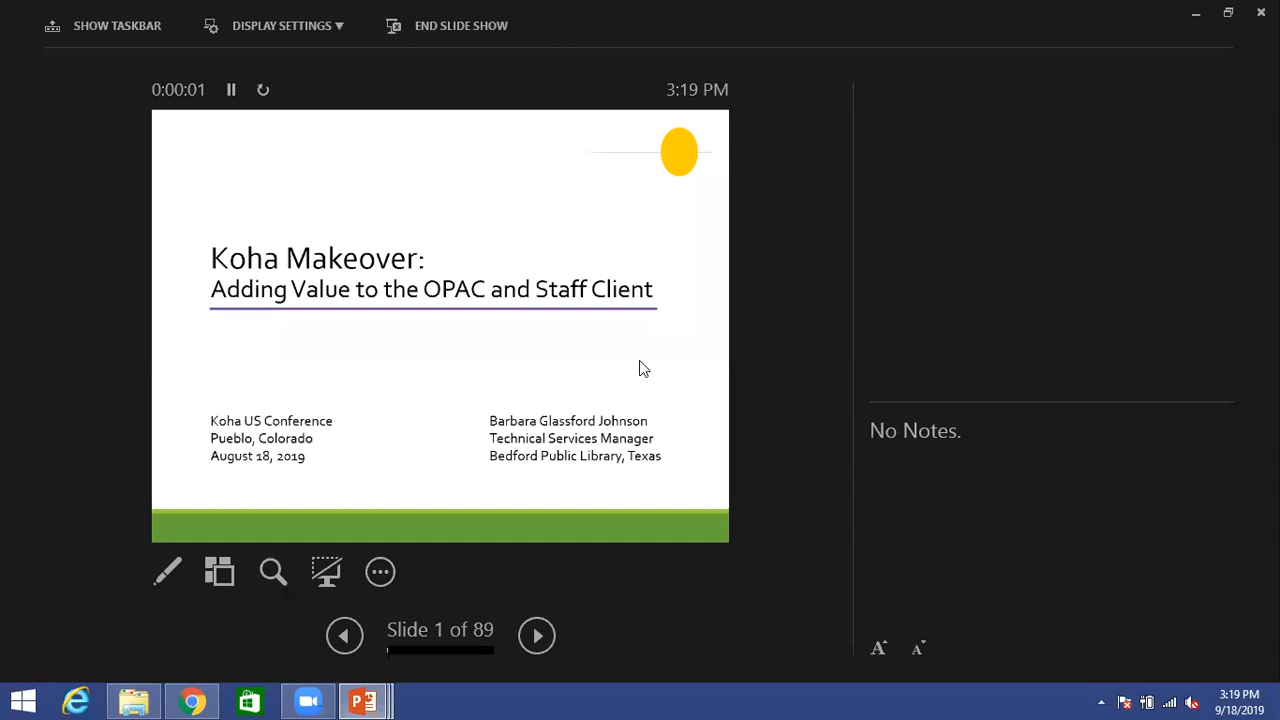 SHOW TASKBAR
DISPLAY SETTINGS
END SLIDE SHOW
0:00:01
3:19 PM
Koha Makeover:
Adding Value to the OPAC and Staff Client
Koha US Conference
Pueblo, Colorado
August 18, 2019
Barbara Glassford Johnson
Technical Services Manager
Bedford Public Library, Texas
No Notes.
Slide 1 of 89
A A
3:19 PM
9/18/2019